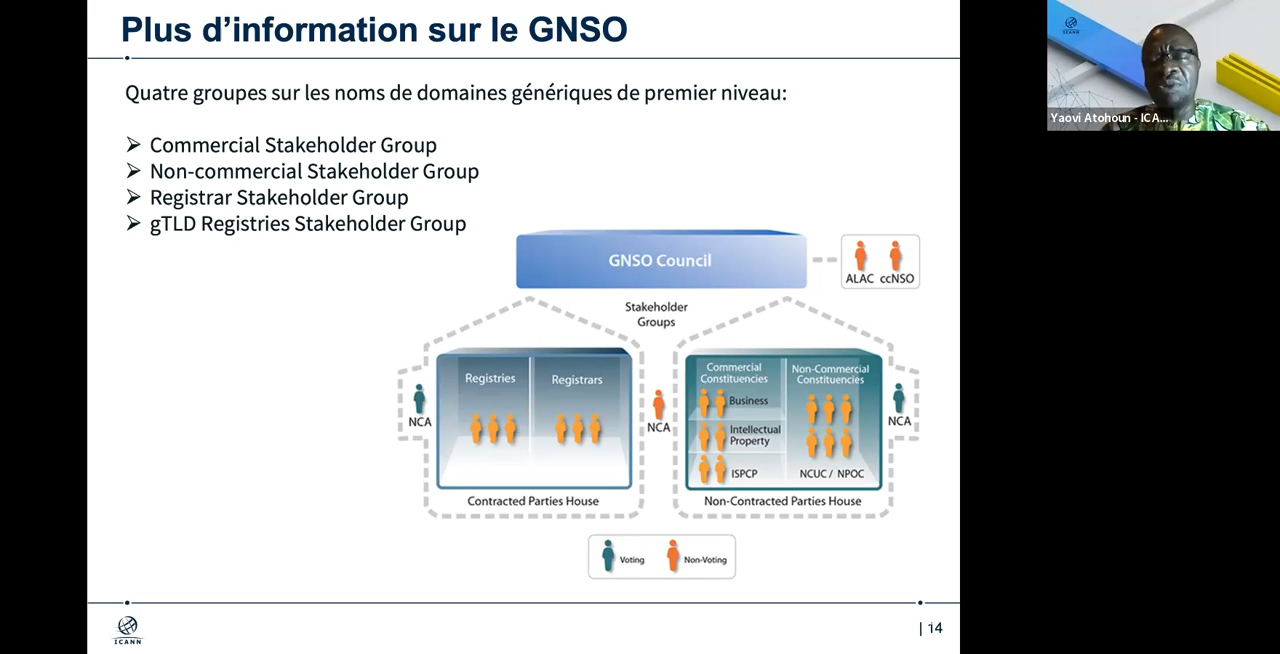 Plus d'information sur le GNSO
Quatre groupes sur les noms de domaines génériques de premier niveau:
➢ Commercial Stakeholder Group
➢ Non-commercial Stakeholder Group
➢ Registrar Stakeholder Group
➢ gTLD Registries Stakeholder Group
GNSO Council
ALAC ccNSO
Stakeholder
Groups
Registries
Registrars
NCA
Contracted Parties House
NCA
Commercial
Constituencies
Business
Intellectual
Property
ISPCP
Non-Commercial
Constituencies
NCUC / NPOC
NCA
Non-Contracted Parties House
Voting
Non-Voting
ICANN
| 14
ICANN
Yaovi Atohoun - ICA...